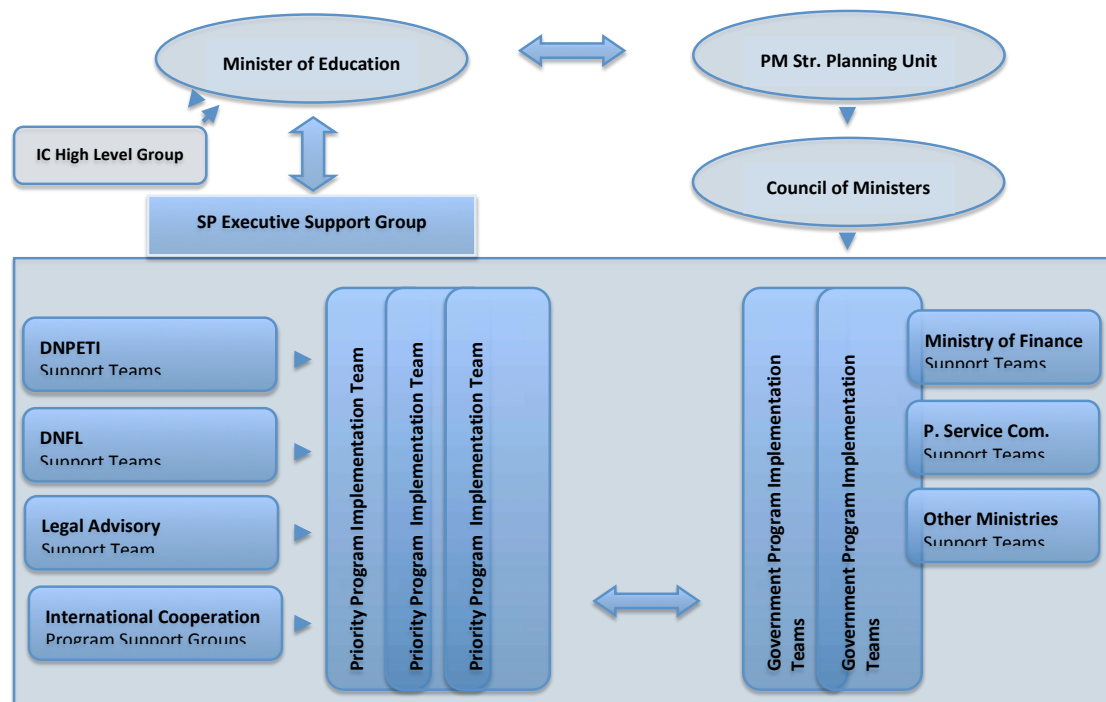 Minister of Education
PM Str. Planning Unit
IC High Level Group
Council of Ministers
SP Executive Support Group
DNPETI
Support Teams
DNFL
Support Teams
Legal Advisory
Support Team
International Cooperation
Program Support Groups
Priority Program Implementation Team
Priority Program Implementation Team
Priority Program Implementation Team
Government Program Implementation
Teams
Government Program Implementation
Teams
Ministry of Finance
Support Teams
P. Service Com.
Support Teams
Other Ministries
Support Teams